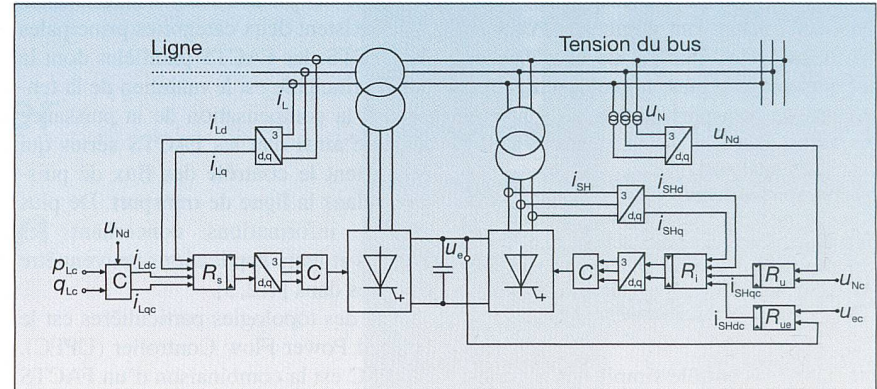 Ligne
Tension du bus
i_L
i_Ld
i_Lq
3
d,q
u_N
u_Nd
3
d,q
i_SH
3
d,q
i_SHd
i_SHq
u_Nd
p_Lc
q_Lc
C
i_Ldc
i_Lqc
R_s
3
d,q
C
u_e
C
3
d,q
R_i
i_SHqc
R_u
u_Nc
i_SHdc
R_ue
u_ec